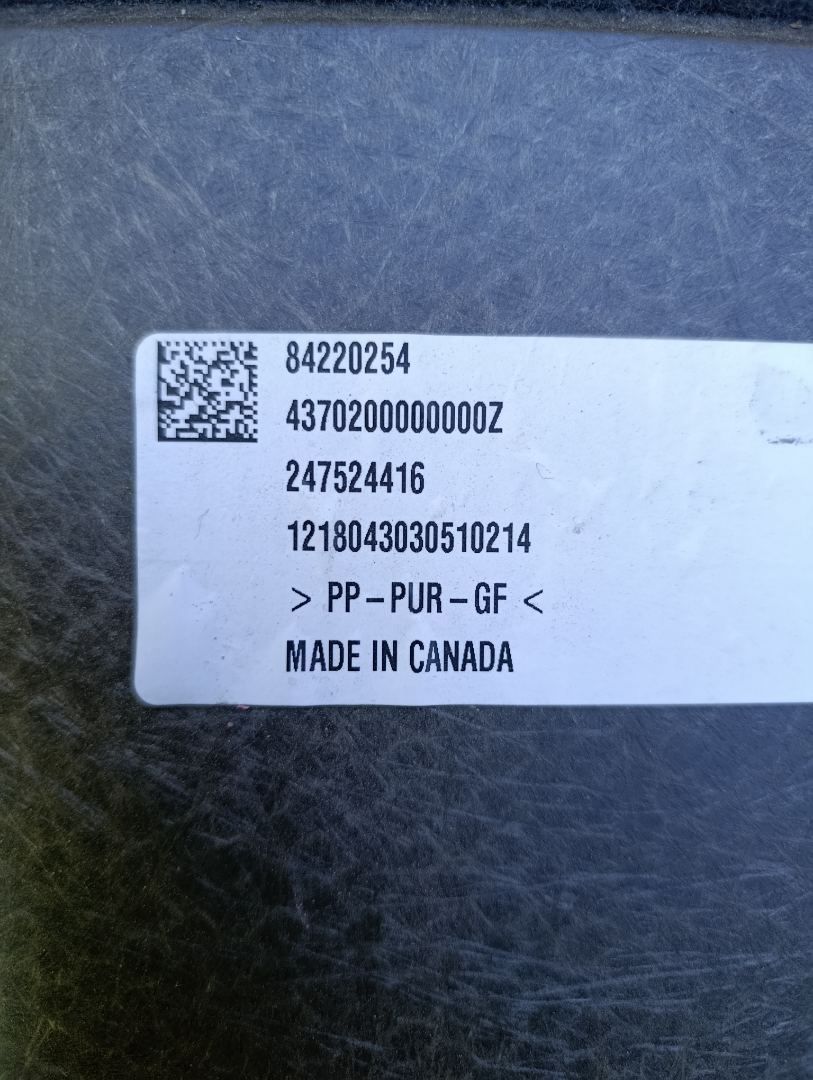 84220254
4370200000000Z
247524416
1218043030510214
> PP-PUR-GF <
MADE IN CANADA